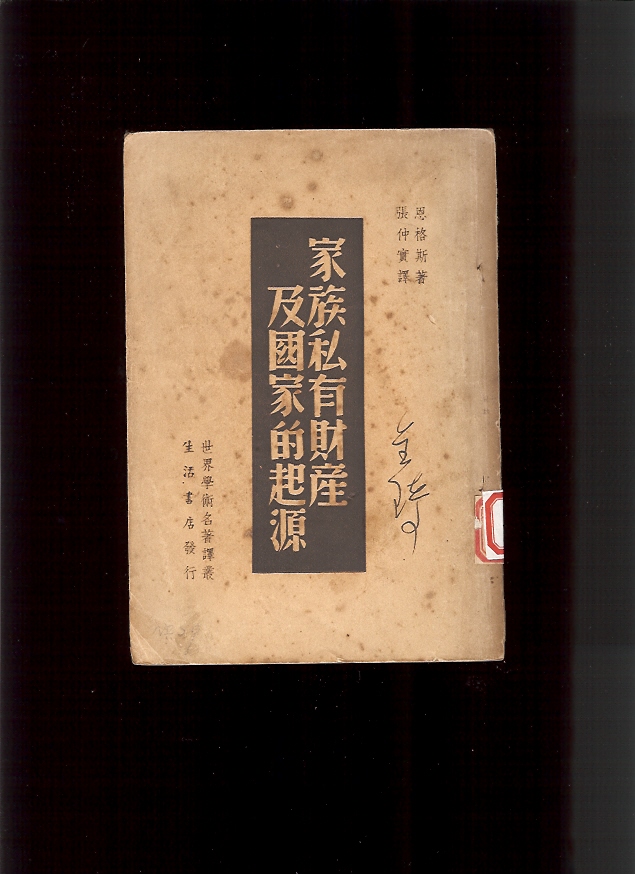 恩格斯著
張仲實譯
家族私有財產
及國家的起源
世界學術名著譯叢
生活書店發行